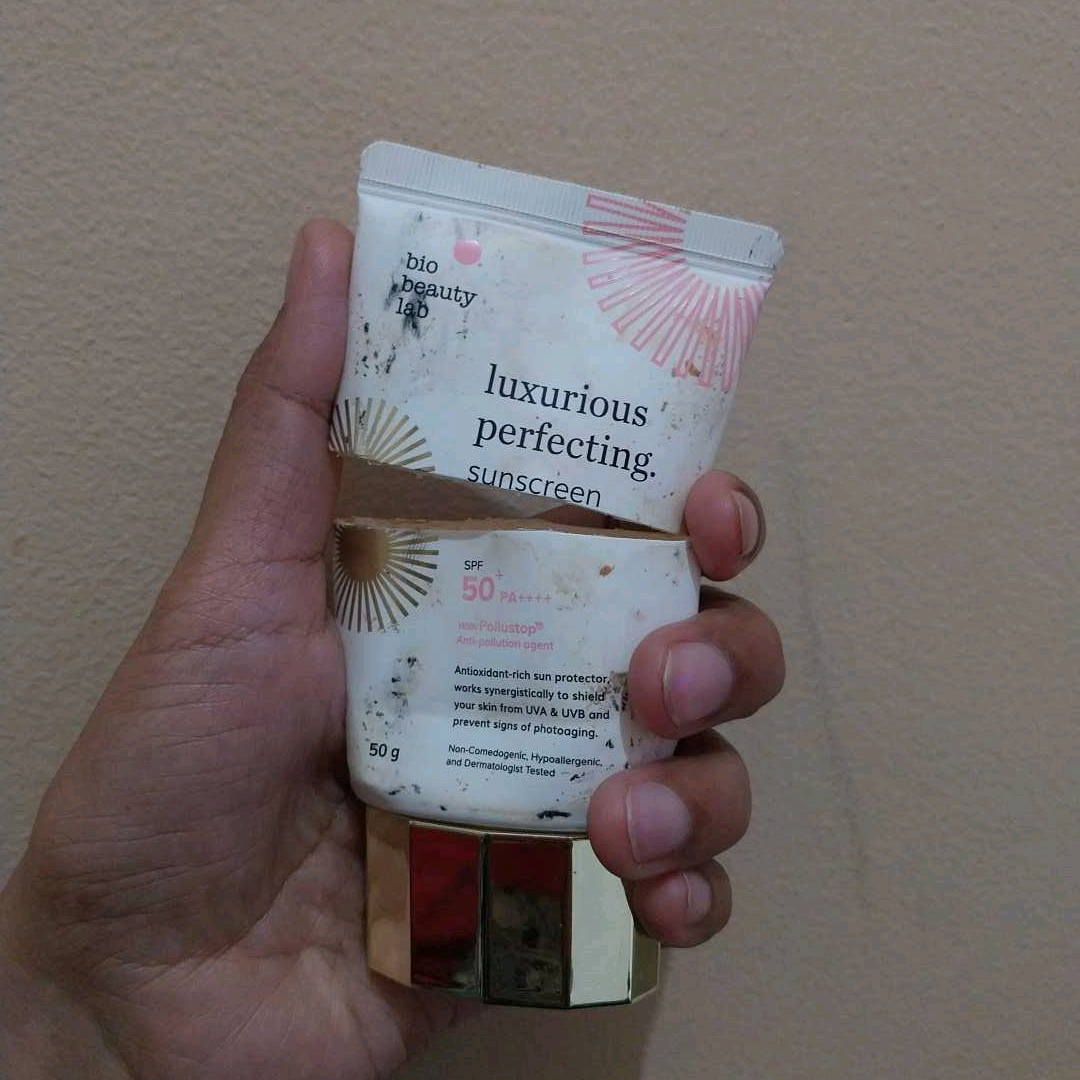 bio
beauty
lab
luxurious
perfecting.
sunscreen
SPF
50+ PA++++
With Pollustop®
Anti-pollution agent
Antioxidant-rich sun protector,
works synergistically to shield
your skin from UVA & UVB and
prevent signs of photoaging.
50 g
Non-Comedogenic, Hypoallergenic,
and Dermatologist Tested